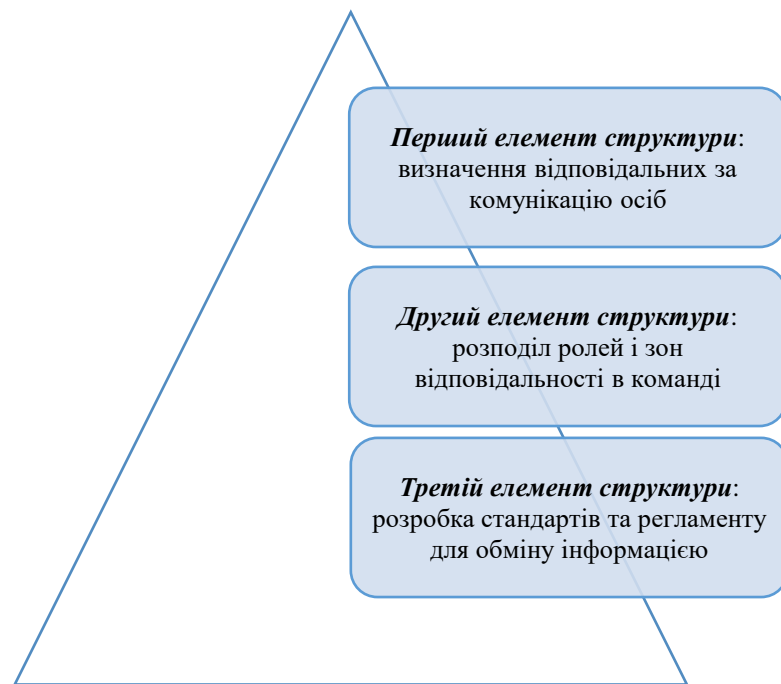 Перший елемент структури:
визначення відповідальних за
комунікацію осіб
Другий елемент структури:
розподіл ролей і зон
відповідальності в команді
Третій елемент структури:
розробка стандартів та регламенту
для обміну інформацією